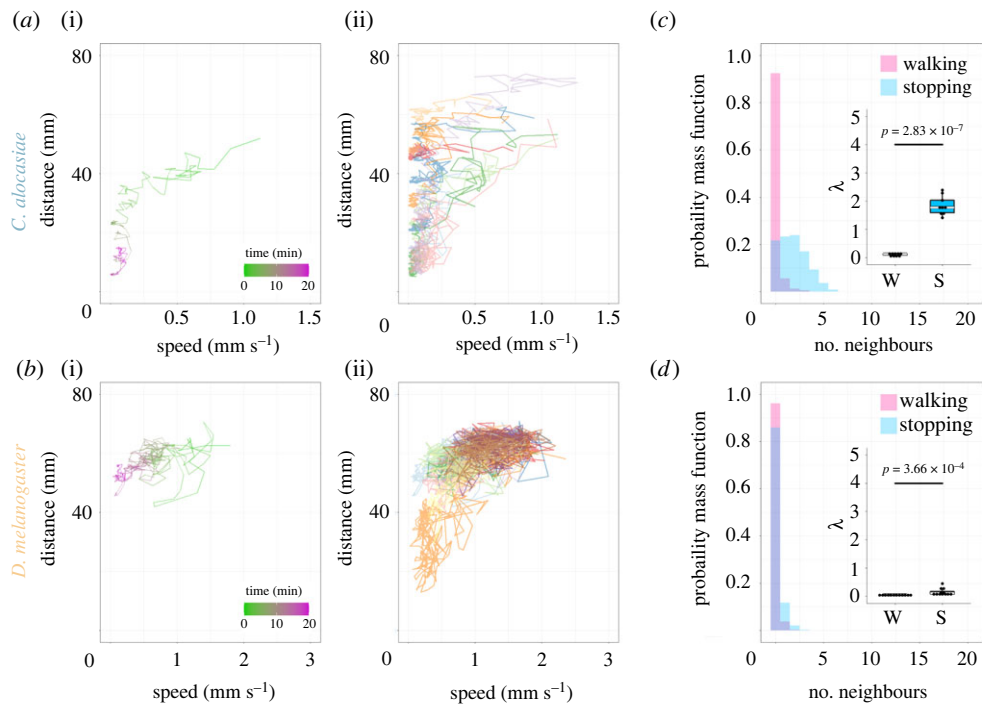 (a) (i)
(ii)
(c)
C. alocasiae
distance (mm)
80
40
0
time (min)
0 10 20
0.5 1.0 1.5
speed (mm s⁻¹)
distance (mm)
80
40
0
0.5 1.0 1.5
speed (mm s⁻¹)
probaility mass function
1.0
0.8
0.6
0.4
0.2
0 5 10 15 20
no. neighbours
walking
stopping
p = 2.83 × 10⁻⁷
λ
5
4
3
2
1
0
W S
(b) (i)
(ii)
(d)
D. melanogaster
distance (mm)
80
40
0
time (min)
0 10 20
1 2 3
speed (mm s⁻¹)
distance (mm)
80
40
0
1 2 3
speed (mm s⁻¹)
probaility mass function
1.0
0.8
0.6
0.4
0.2
0 5 10 15 20
no. neighbours
walking
stopping
p = 3.66 × 10⁻⁴
λ
5
4
3
2
1
0
W S